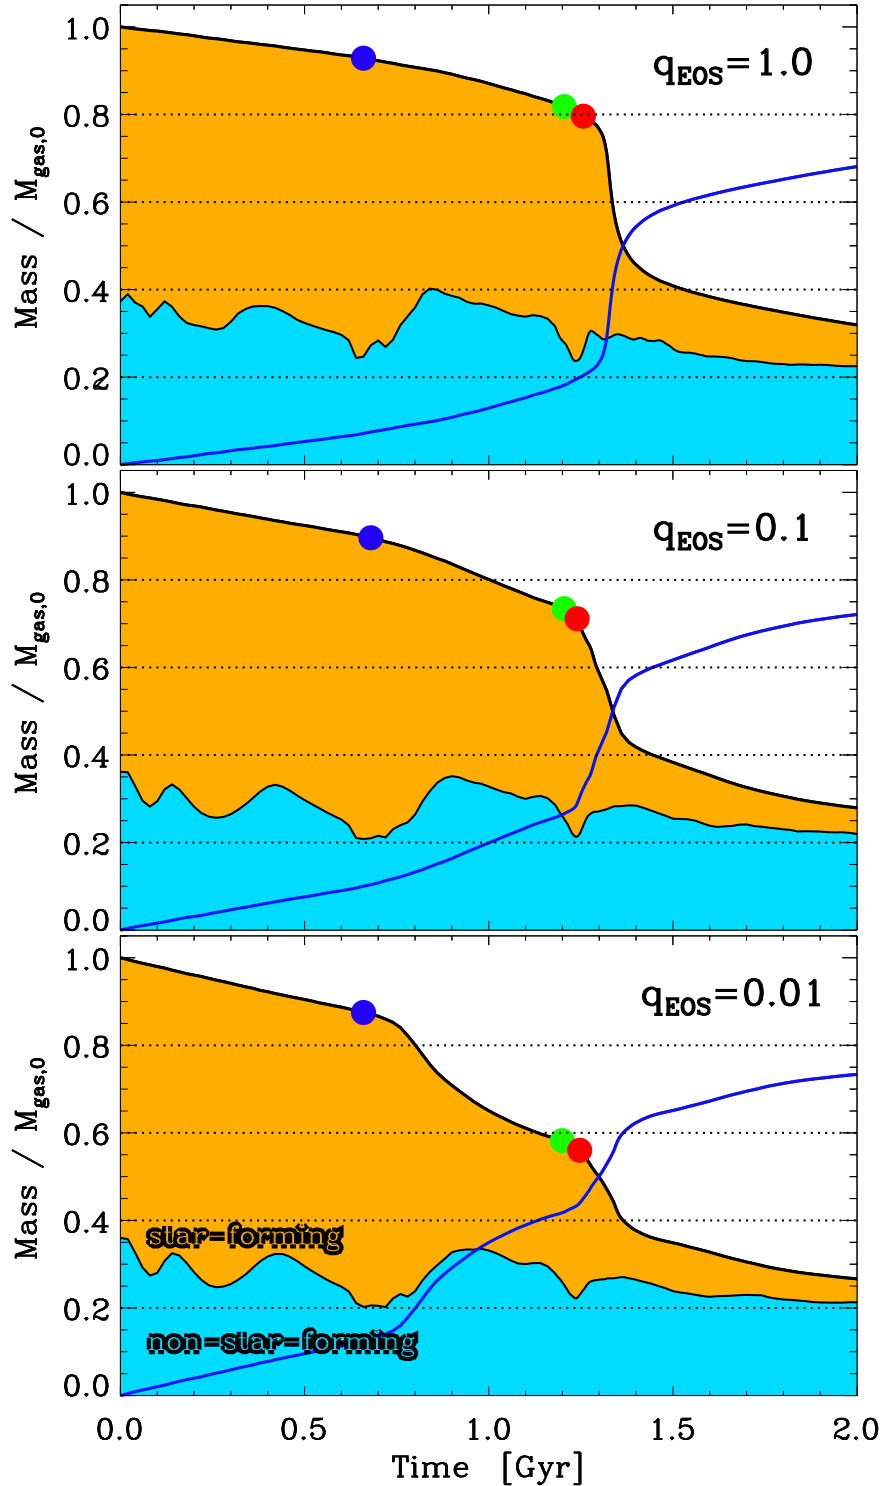 1.0
q_EOS=1.0
0.8
0.6
0.4
0.2
0.0
Mass / M_gas,0
1.0
q_EOS=0.1
0.8
0.6
0.4
0.2
0.0
Mass / M_gas,0
1.0
q_EOS=0.01
0.8
0.6
0.4
star-forming
0.2
non-star-forming
0.0
Mass / M_gas,0
0.0 0.5 1.0 1.5 2.0
Time [Gyr]